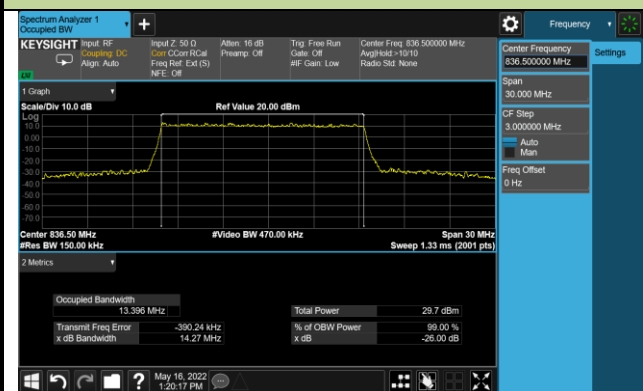 Spectrum Analyzer 1
Occupied BW
Frequency
KEYSIGHT
Input: RF
Coupling: DC
Align: Auto
Input Z: 50 Ω
Corr CCorr RCal
Freq Ref: Ext (S)
NFE: Off
Atten: 16 dB
Preamp: Off
Trig: Free Run
Gate: Off
#IF Gain: Low
Center Freq: 836.500000 MHz
Avg|Hold:>10/10
Radio Std: None
Center Frequency
836.500000 MHz
Settings
Span
30.000 MHz
CF Step
3.000000 MHz
Auto
Man
Freq Offset
0 Hz
1 Graph
Scale/Div 10.0 dB
Ref Value 20.00 dBm
Log
10.0
0.00
-10.0
-20.0
-30.0
-40.0
-50.0
-60.0
-70.0
Center 836.50 MHz
#Video BW 470.00 kHz
Span 30 MHz
#Res BW 150.00 kHz
Sweep 1.33 ms (2001 pts)
2 Metrics
Occupied Bandwidth
13.396 MHz
Total Power 29.7 dBm
Transmit Freq Error -390.24 kHz
% of OBW Power 99.00 %
x dB Bandwidth 14.27 MHz
x dB -26.00 dB
May 16, 2022
1:20:17 PM